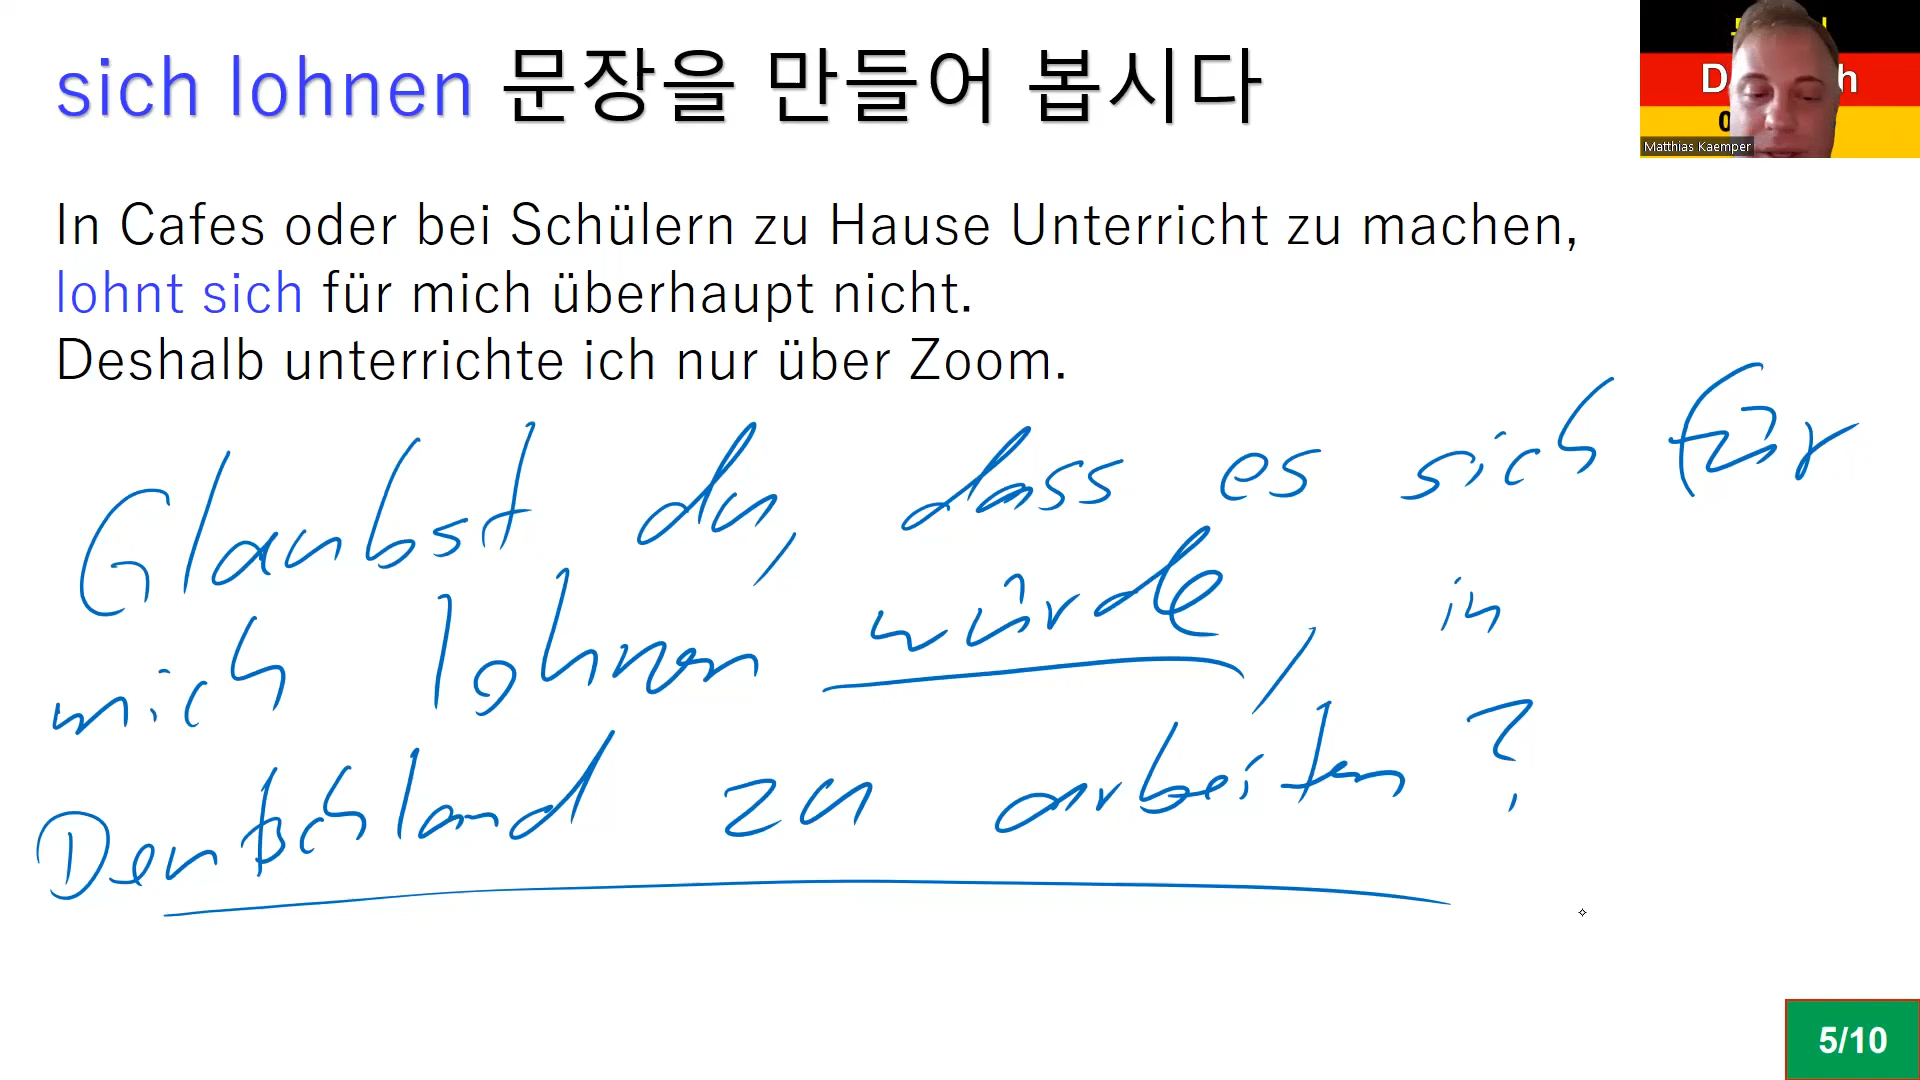 sich lohnen 문장을 만들어 봅시다
In Cafes oder bei Schülern zu Hause Unterricht zu machen,
lohnt sich für mich überhaupt nicht.
Deshalb unterrichte ich nur über Zoom.
Glaubst du, dass es sich für
mich lohnen würde, in
Deutschland zu arbeiten?
Matthias Kaemper
5/10